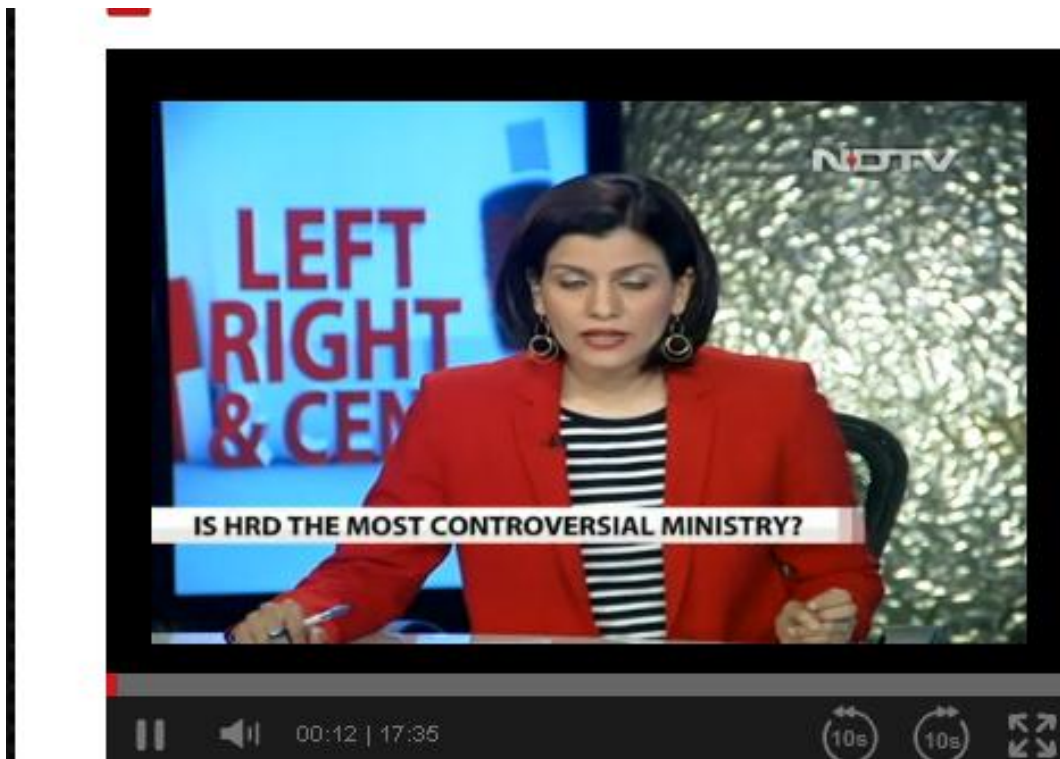 NDTV
LEFT
RIGHT
& CEN
IS HRD THE MOST CONTROVERSIAL MINISTRY?
00:12 | 17:35
10s 10s